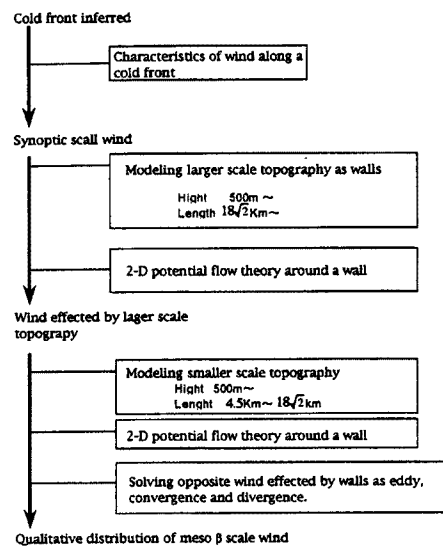 Cold front inferred
Characteristics of wind along a
cold front
Synoptic scall wind
Modeling larger scale topography as walls
Hight 500m ~
Length 18√2Km~
2-D potential flow theory around a wall
Wind effected by lager scale
topograpy
Modeling smaller scale topography
Hight 500m~
Lenght 4.5Km~ 18√2km
2-D potential flow theory around a wall
Solving opposite wind effected by walls as eddy,
convergence and divergence.
Qualitative distribution of meso β scale wind